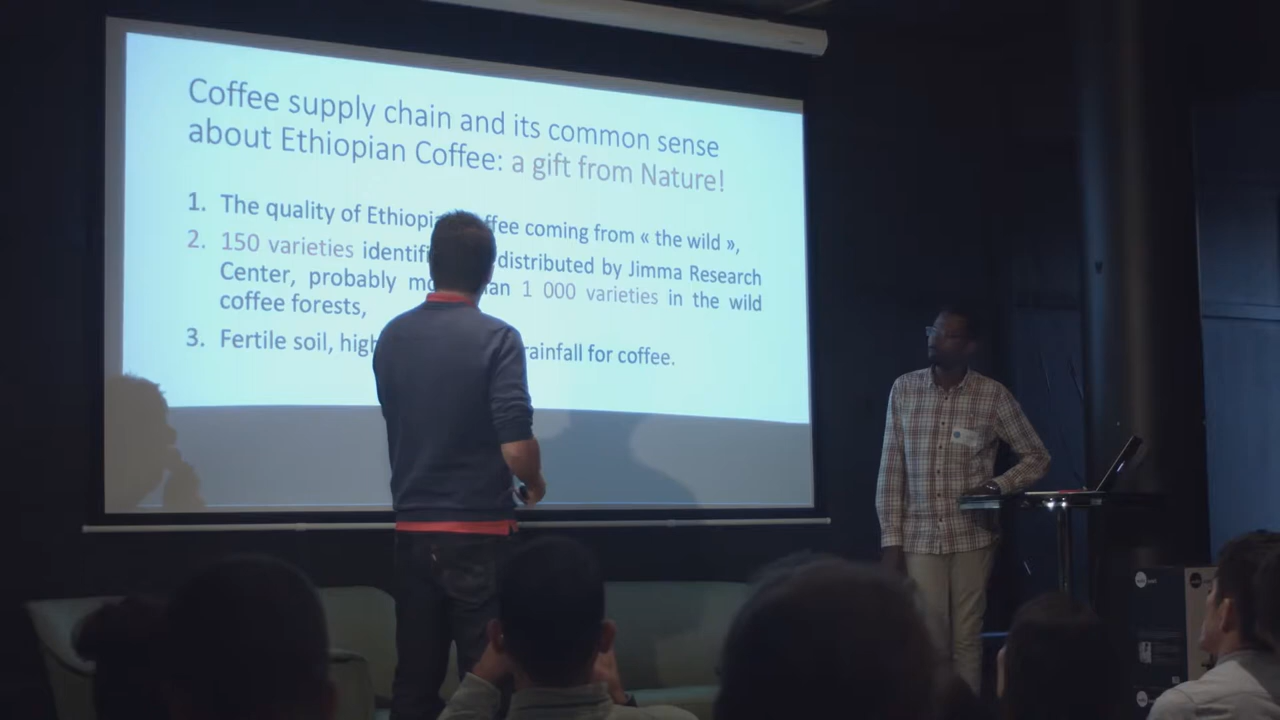 Coffee supply chain and its common sense
about Ethiopian Coffee: a gift from Nature!
1. The quality of Ethiopi ffee coming from « the wild »,
2. 150 varieties identifi distributed by Jimma Research
Center, probably mo an 1 000 varieties in the wild
coffee forests,
3. Fertile soil, high rainfall for coffee.